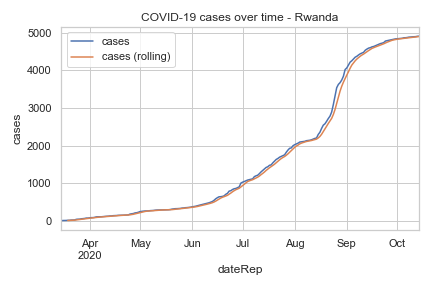 COVID-19 cases over time - Rwanda
cases
cases (rolling)
5000
4000
3000
2000
1000
0
cases
Apr
2020
May
Jun
Jul
Aug
Sep
Oct
dateRep